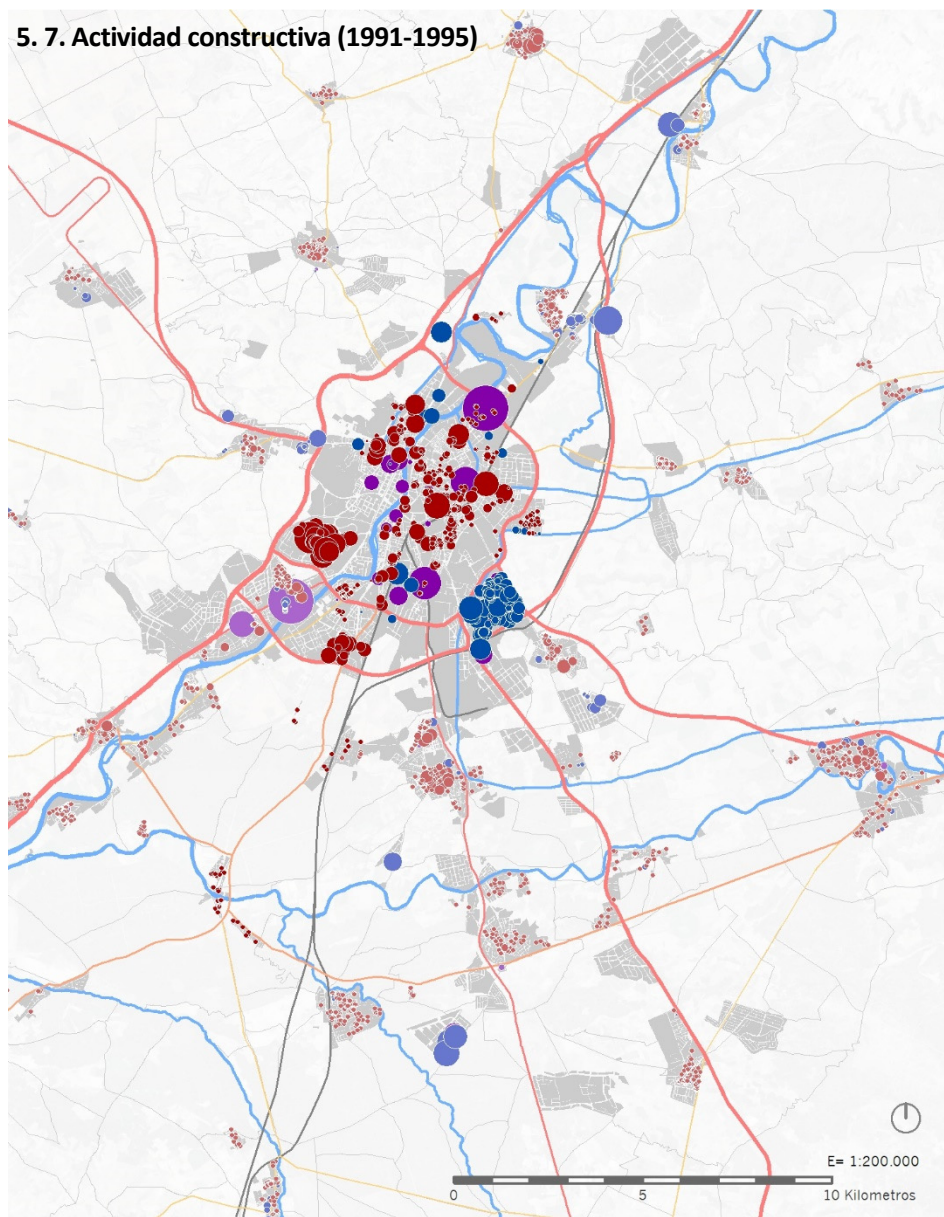 5. 7. Actividad constructiva (1991-1995)
E= 1:200.000
0 5 10 Kilometros